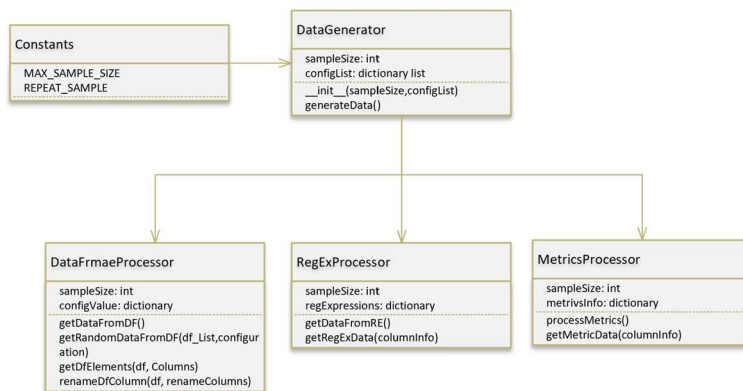 Constants
MAX_SAMPLE_SIZE
REPEAT_SAMPLE
DataGenerator
sampleSize: int
configList: dictionary list
__init__(sampleSize,configList)
generateData()
DataFrmaeProcessor
sampleSize: int
configValue: dictionary
getDataFromDF()
getRandomDataFromDF(df_List,configur
ation)
getDfElements(df, Columns)
renameDfColumn(df, renameColumns)
RegExProcessor
sampleSize: int
regExpressions: dictionary
getDataFromRE()
getRegExData(columnInfo)
MetricsProcessor
sampleSize: int
metrivsInfo: dictionary
processMetrics()
getMetricData(columnInfo)